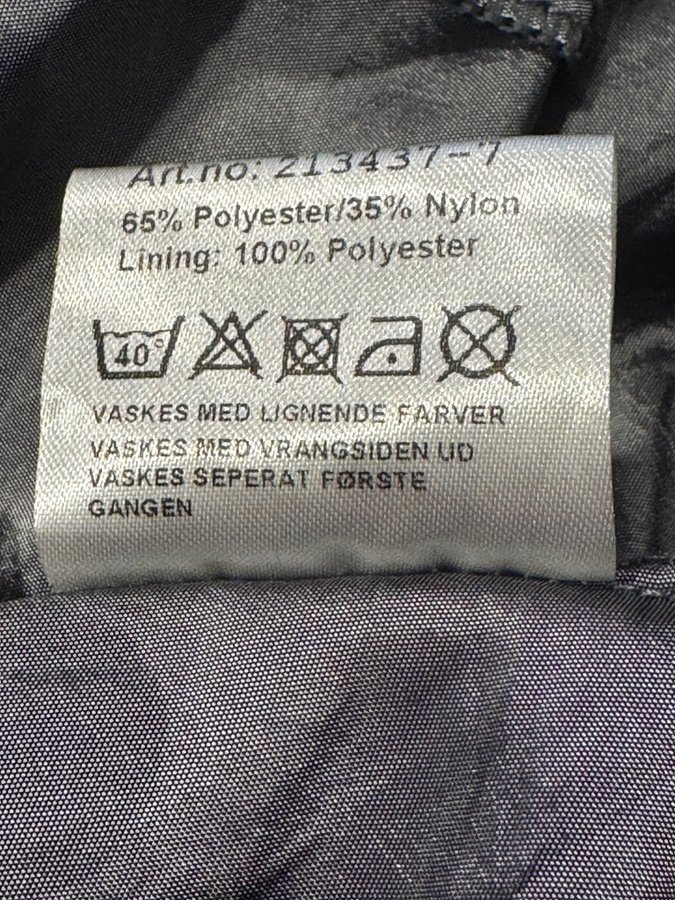 Art.no: 213437-7
65% Polyester/35% Nylon
Lining: 100% Polyester
40°
VASKES MED LIGNENDE FARVER
VASKES MED VRANGSIDEN UD
VASKES SEPERAT FØRSTE
GANGEN